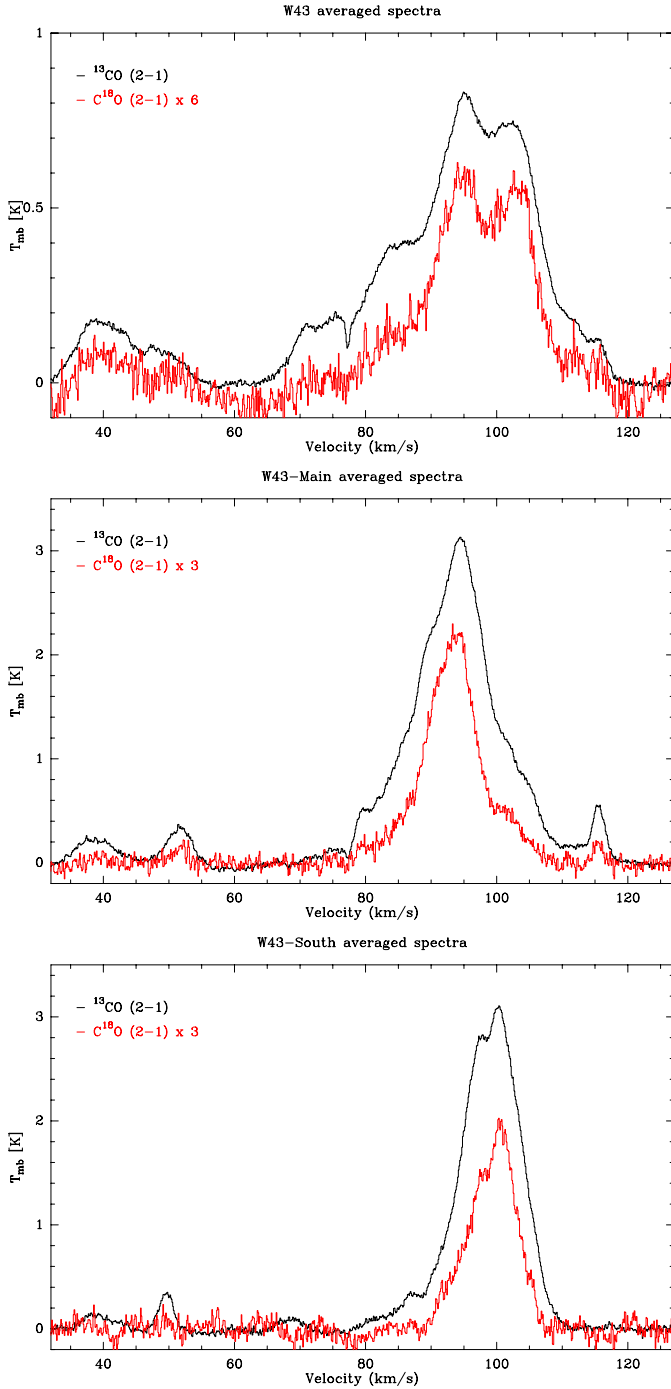 W43 averaged spectra
1
0.5
0
T_mb [K]
– ¹³CO (2–1)
– C¹⁸O (2–1) x 6
40 60 80 100 120
Velocity (km/s)
W43–Main averaged spectra
3
2
1
0
T_mb [K]
– ¹³CO (2–1)
– C¹⁸O (2–1) x 3
40 60 80 100 120
Velocity (km/s)
W43–South averaged spectra
3
2
1
0
T_mb [K]
– ¹³CO (2–1)
– C¹⁸O (2–1) x 3
40 60 80 100 120
Velocity (km/s)